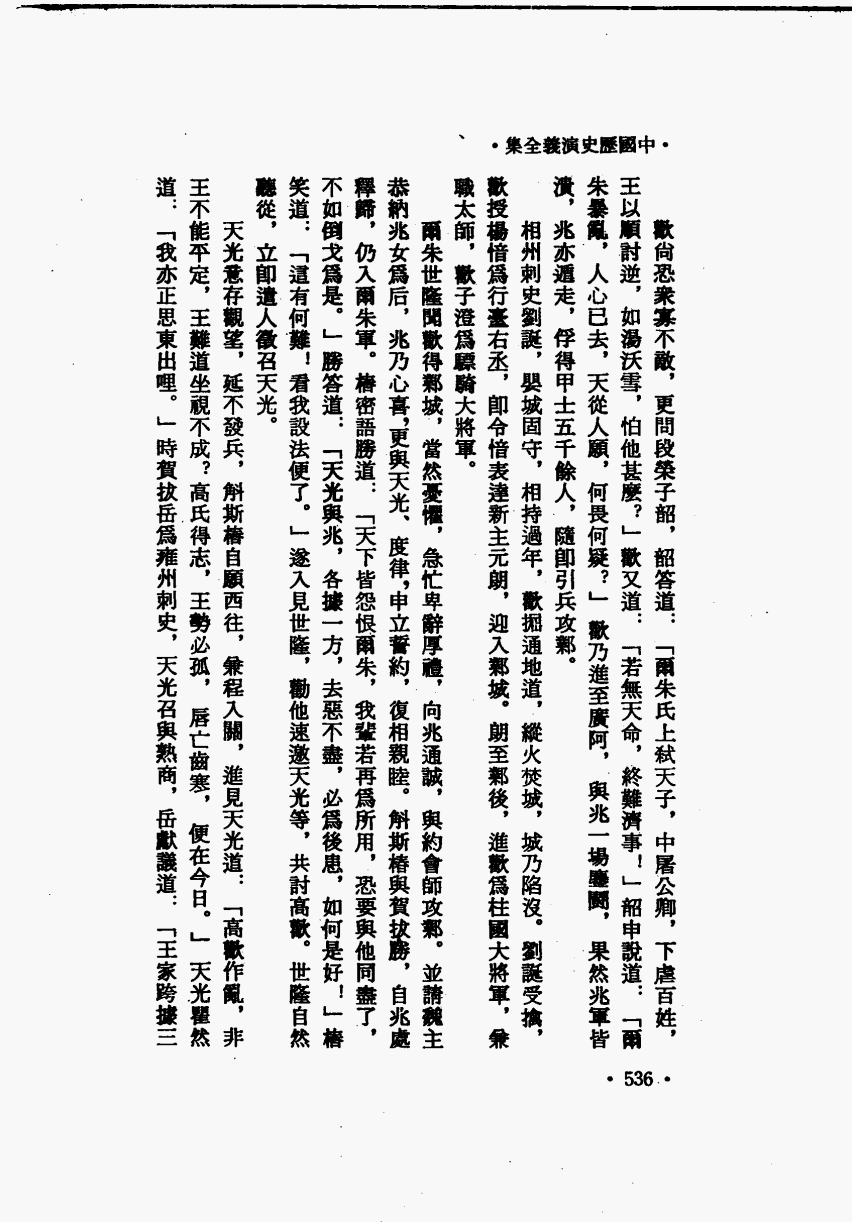 •中國歷史演義全集•
歡尙恐衆寡不敵，更問段榮子韶，韶答道：「爾朱氏上弒天子，中屠公卿，下虐百姓，
王以順討逆，如湯沃雪，怕他甚麼？」歡又道：「若無天命，終難濟事！」韶申說道：「爾
朱暴亂，人心已去，天從人願，何畏何疑？」歡乃進至廣阿，與兆一場鏖鬪，果然兆軍皆
潰，兆亦遁走，俘得甲士五千餘人，隨卽引兵攻鄴。
相州刺史劉誕，嬰城固守，相持過年，歡掘通地道，縱火焚城，城乃陷沒。劉誕受擒，
歡授楊愔爲行臺右丞，卽令愔表達新主元朗，迎入鄴城。朗至鄴後，進歡爲柱國大將軍，兼
職太師，歡子澄爲驃騎大將軍。
爾朱世隆聞歡得鄴城，當然憂懼，急忙卑辭厚禮，向兆通誠，與約會師攻鄴。並請魏主
恭納兆女爲后，兆乃心喜，更與天光、度律，申立誓約，復相親睦。斛斯椿與賀拔勝，自兆處
釋歸，仍入爾朱軍。椿密語勝道：「天下皆怨恨爾朱，我輩若再爲所用，恐要與他同盡了，
不如倒戈爲是。」勝答道：「天光與兆，各據一方，去惡不盡，必爲後患，如何是好！」椿
笑道：「這有何難！看我設法便了。」遂入見世隆，勸他速邀天光等，共討高歡。世隆自然
聽從，立卽遣人徵召天光。
天光意存觀望，延不發兵，斛斯椿自願西往，兼程入關，進見天光道：「高歡作亂，非
王不能平定，王難道坐視不成？高氏得志，王勢必孤，唇亡齒寒，便在今日。」天光瞿然
道：「我亦正思東出哩。」時賀拔岳爲雍州刺史，天光召與熟商，岳獻議道：「王家跨據三
•536•